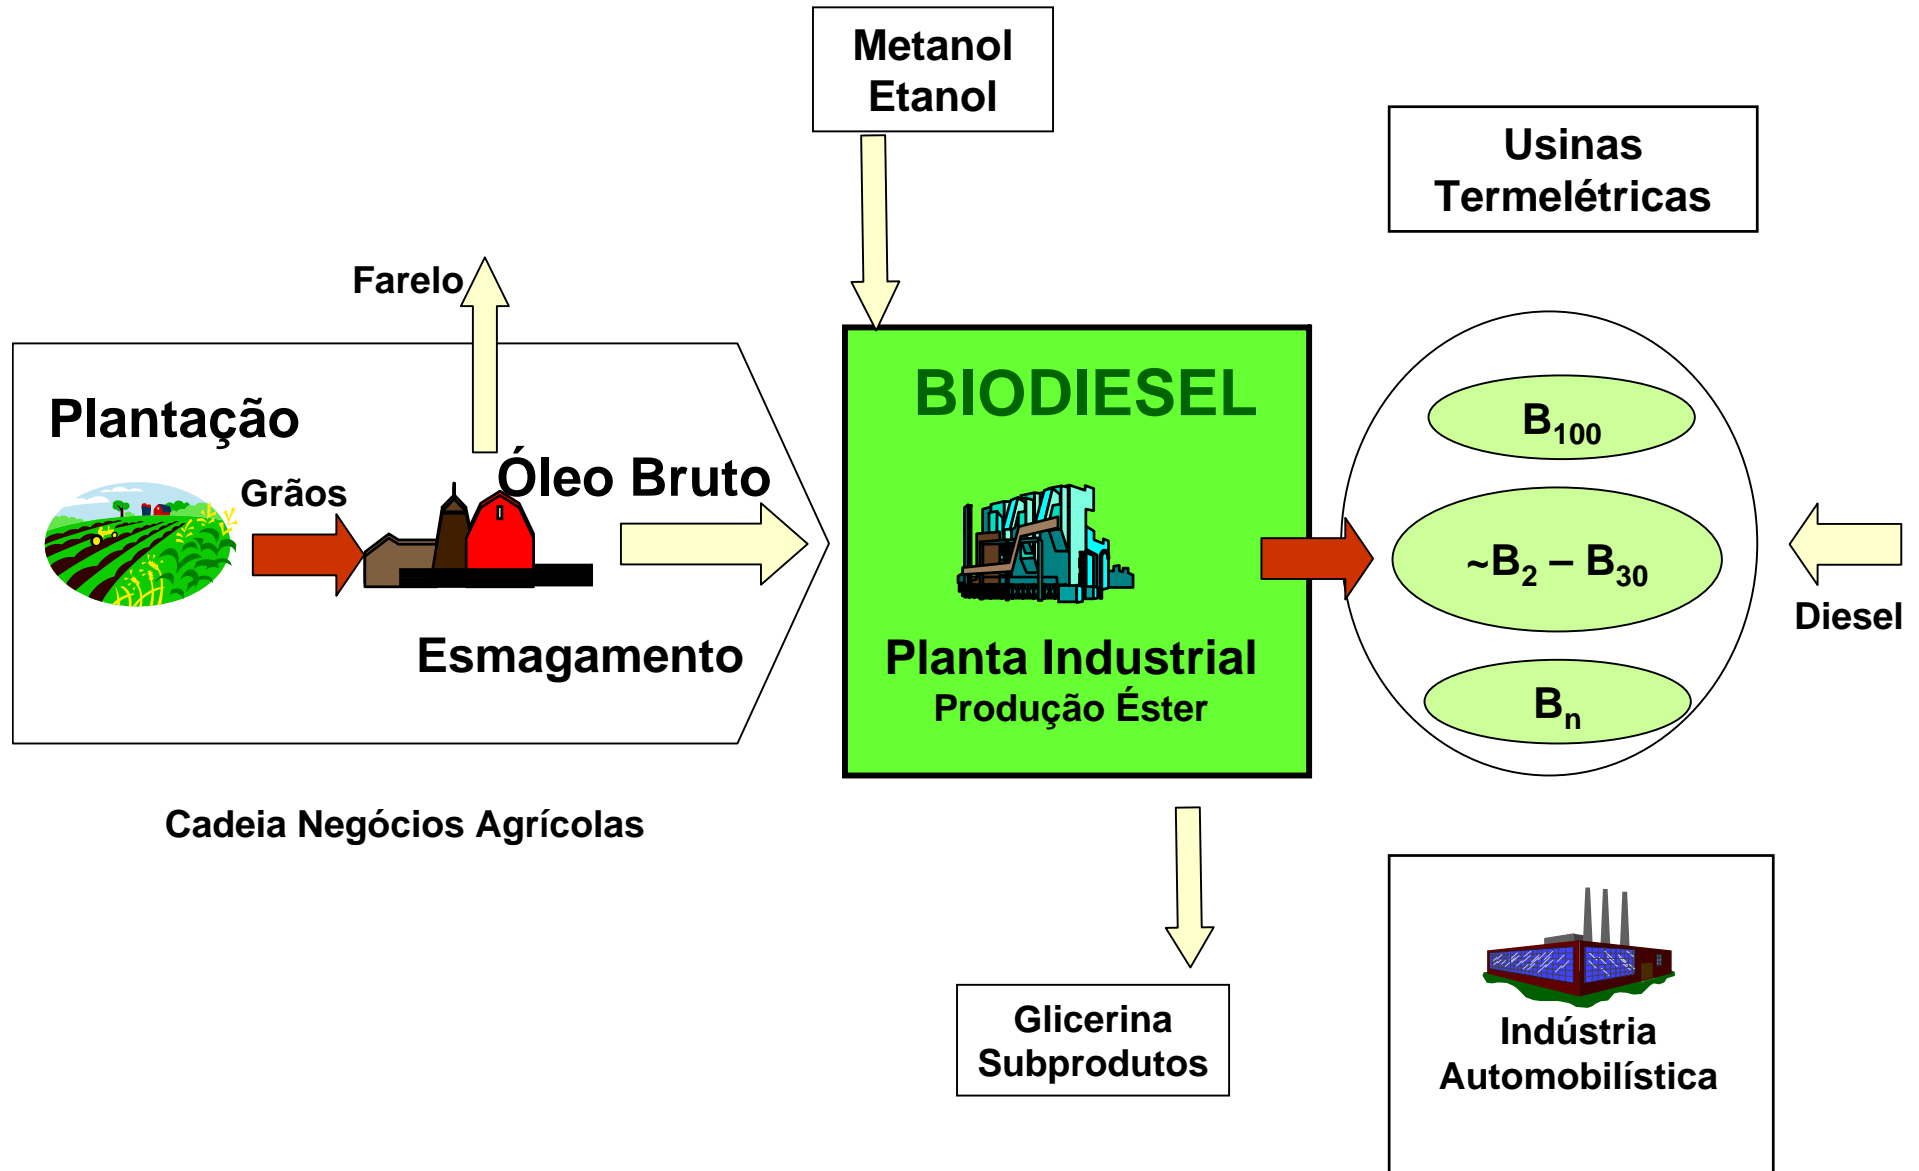 Metanol
Etanol
Usinas
Termelétricas
Farelo
Plantação
Grãos
Óleo Bruto
Esmagamento
Cadeia Negócios Agrícolas
BIODIESEL
Planta Industrial
Produção Éster
B100
~B2 – B30
Bn
Diesel
Glicerina
Subprodutos
Indústria
Automobilística